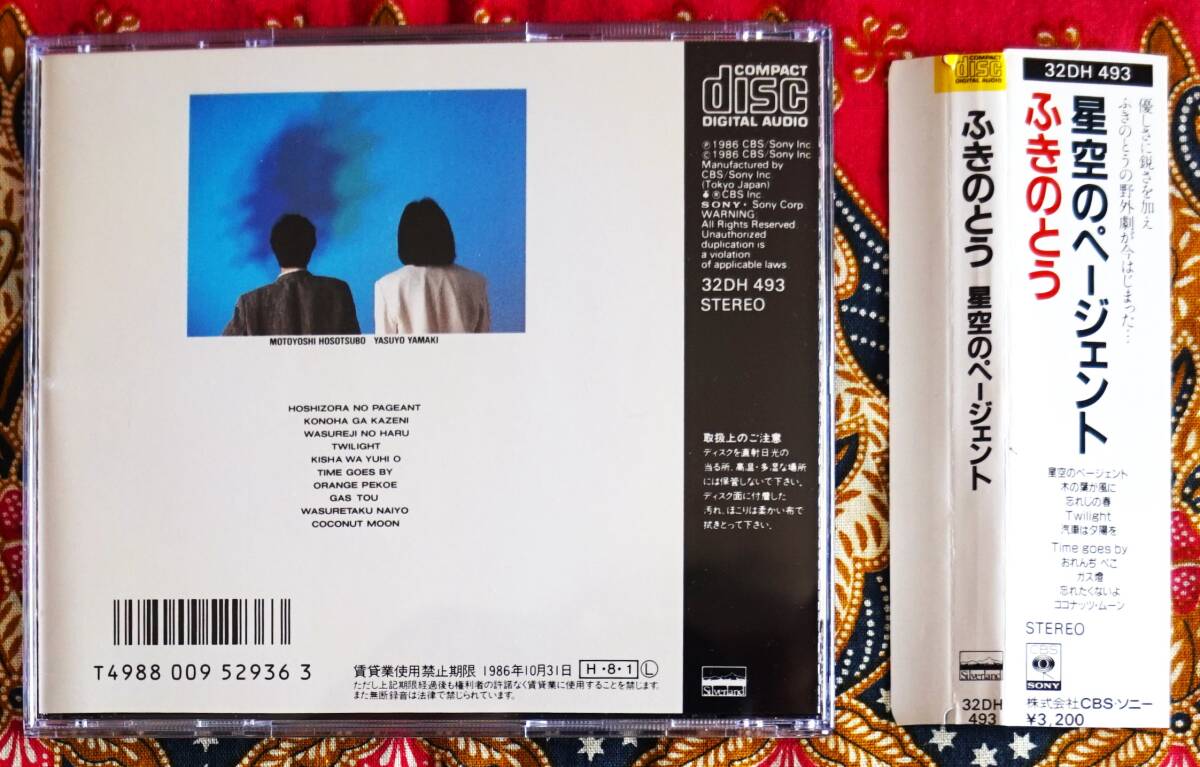 COMPACT
disc
DIGITAL AUDIO
℗1986 CBS/Sony Inc.
©1986 CBS/Sony Inc.
Manufactured by
CBS/Sony Inc.
(Tokyo Japan)
®CBS Inc.
SONY · Sony Corp.
WARNING:
All Rights Reserved.
Unauthorized
duplication is
a violation
of applicable laws.
32DH 493
STEREO
MOTOYOSHI HOSOTSUBO YASUYO YAMAKI
HOSHIZORA NO PAGEANT
KONOHA GA KAZENI
WASUREJI NO HARU
TWILIGHT
KISHA WA YUHI O
TIME GOES BY
ORANGE PEKOE
GAS TOU
WASURETAKU NAIYO
COCONUT MOON
取扱上のご注意
ディスクを直射日光の
当る所、高温・多湿な場所
には保管しないで下さい。
ディスク面に付着した
汚れ、ほこりは柔かい布で
拭きとって下さい。
T4988 009 52936 3
賃貸業使用禁止期限 1986年10月31日 H・8・1 Ⓛ
ただし上記期限経過後も権利者の許諾なく賃貸業に使用することを禁じます。
また無断録音は法律で禁じられています。
Silverland
COMPACT
disc
DIGITAL AUDIO
ふきのとう 星空のページェント
Silverland
32DH
493
32DH 493
優しさに鋭さを加え
ふきのとうの野外劇が今はじまった…
星空のページェント
ふきのとう
星空のページェント
木の葉が風に
忘れじの春
Twilight
汽車は夕陽を
Time goes by
おれんぢ ぺこ
ガス燈
忘れたくないよ
ココナッツ・ムーン
STEREO
CBS
SONY
株式会社CBS・ソニー
¥3,200